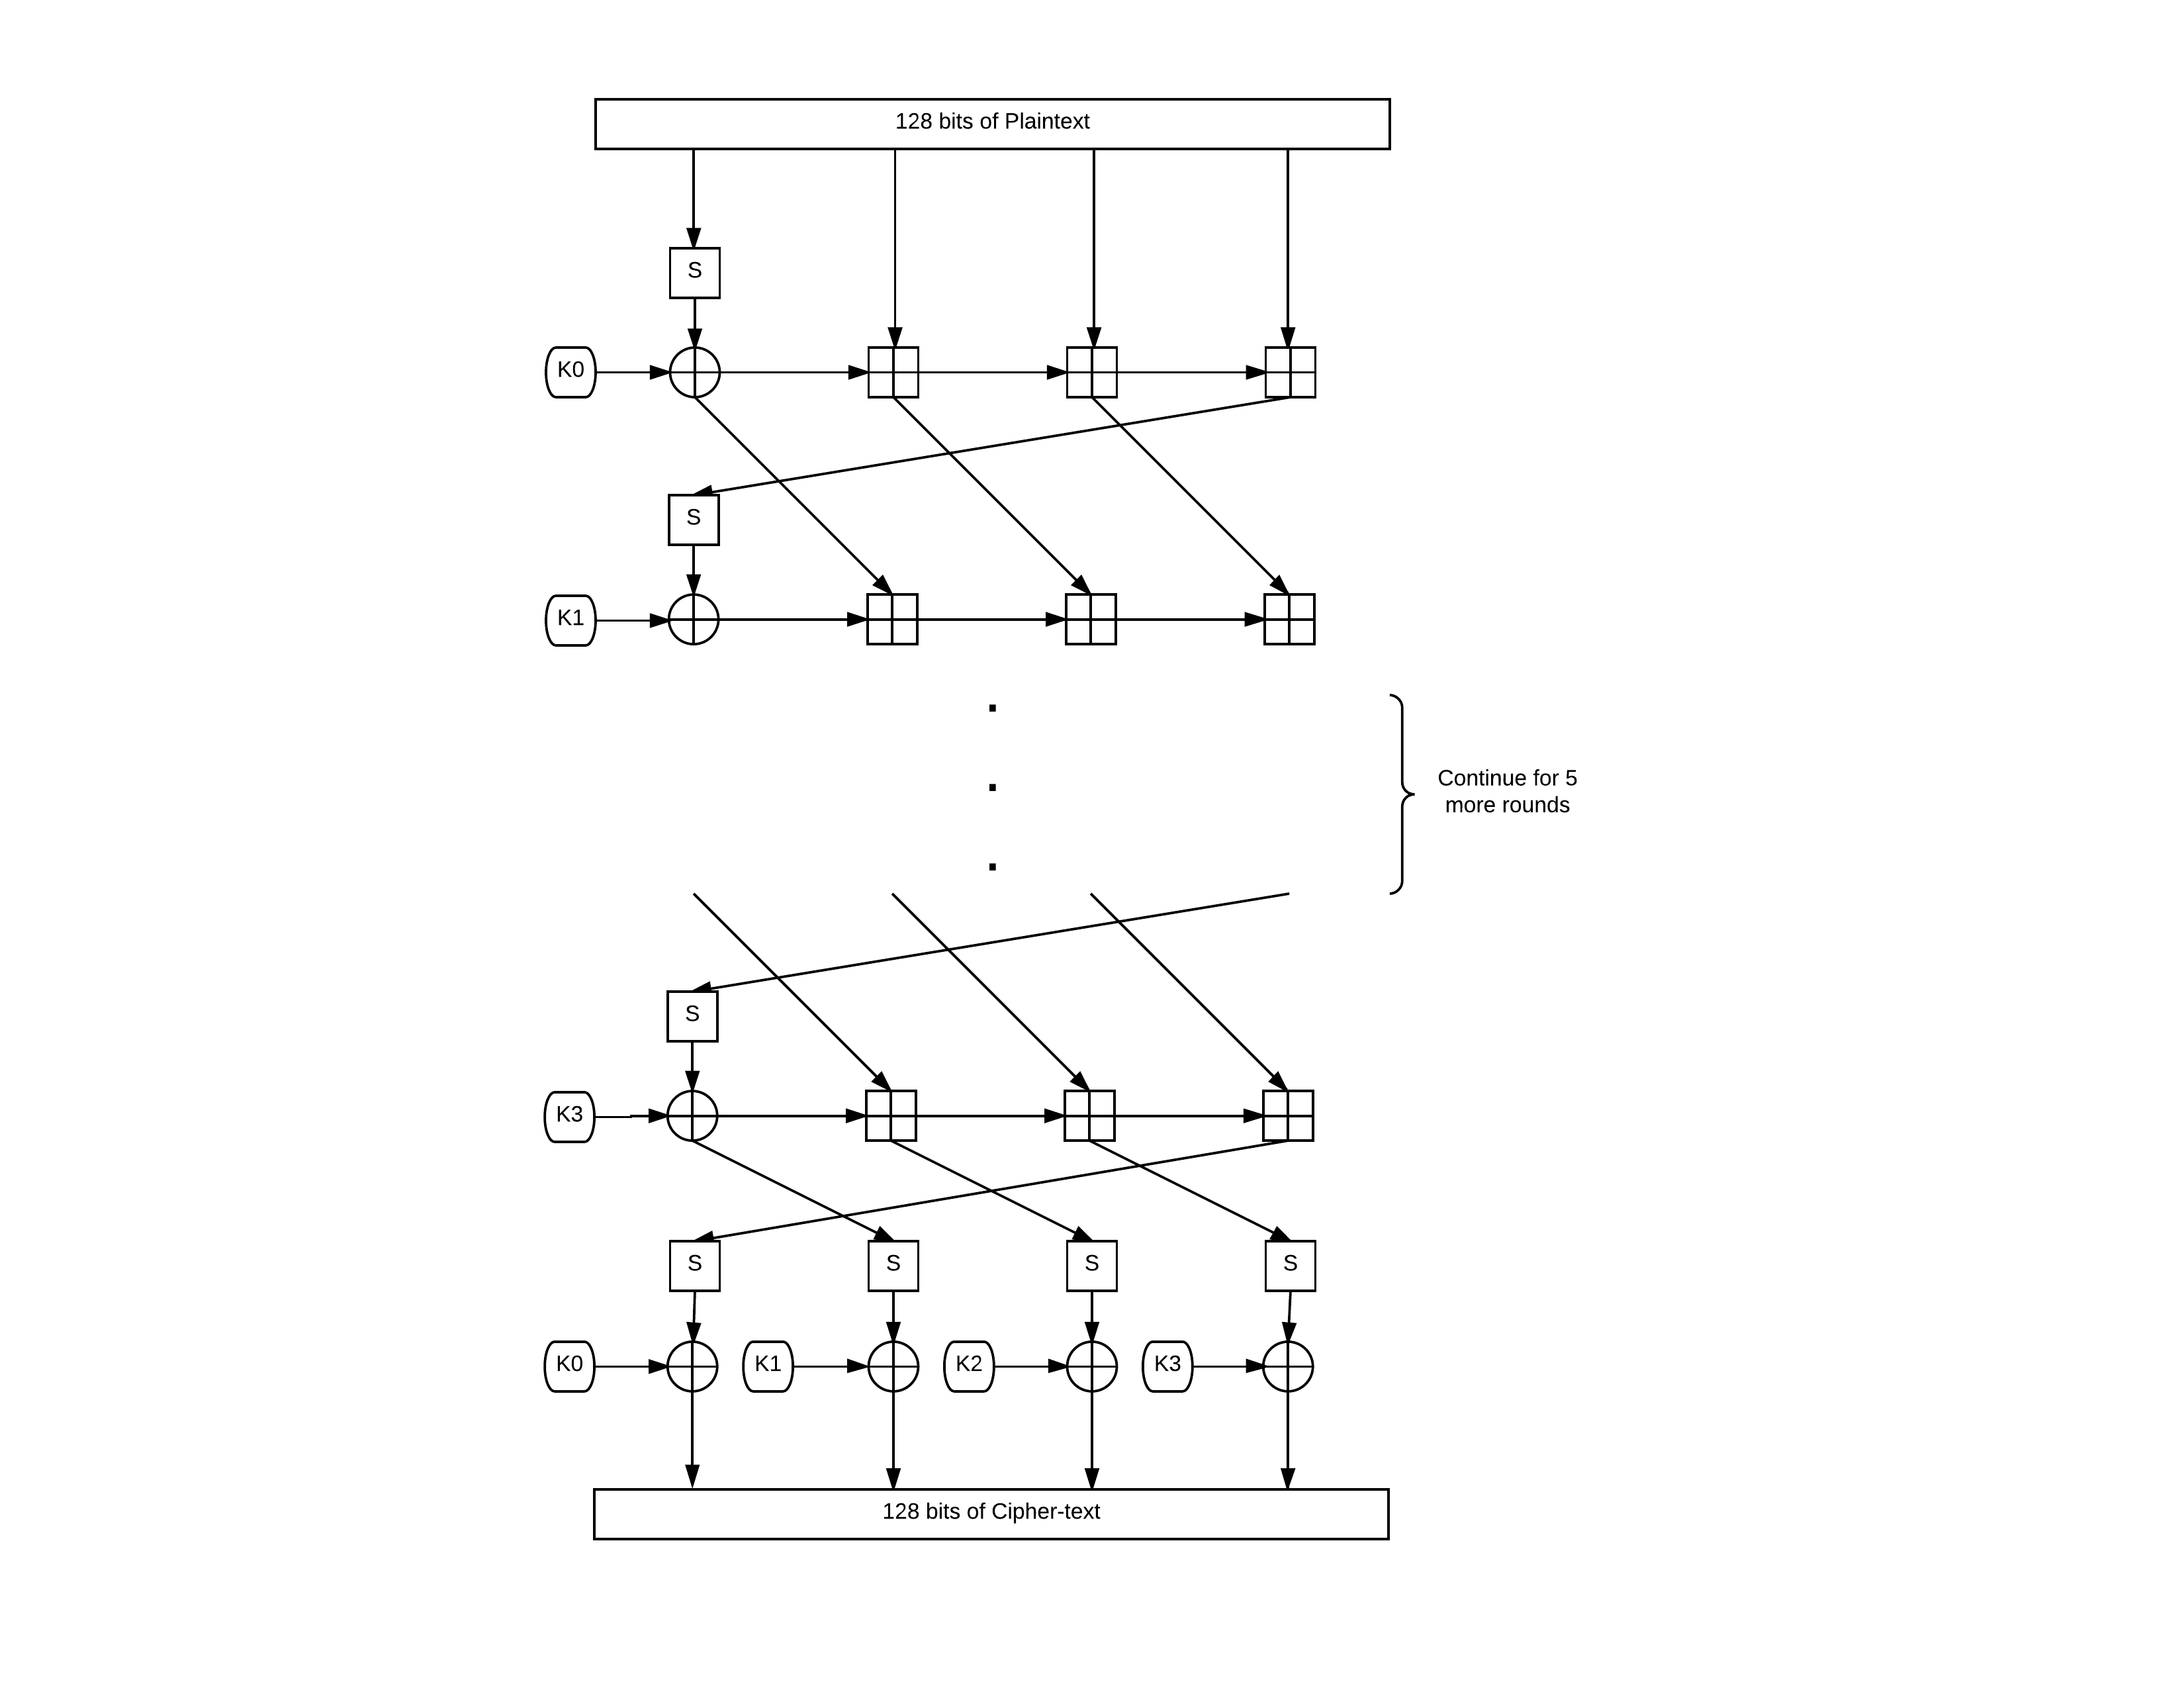 128 bits of Plaintext
S
K0
S
K1
Continue for 5
more rounds
S
K3
S S S S
K0 K1 K2 K3
128 bits of Cipher-text